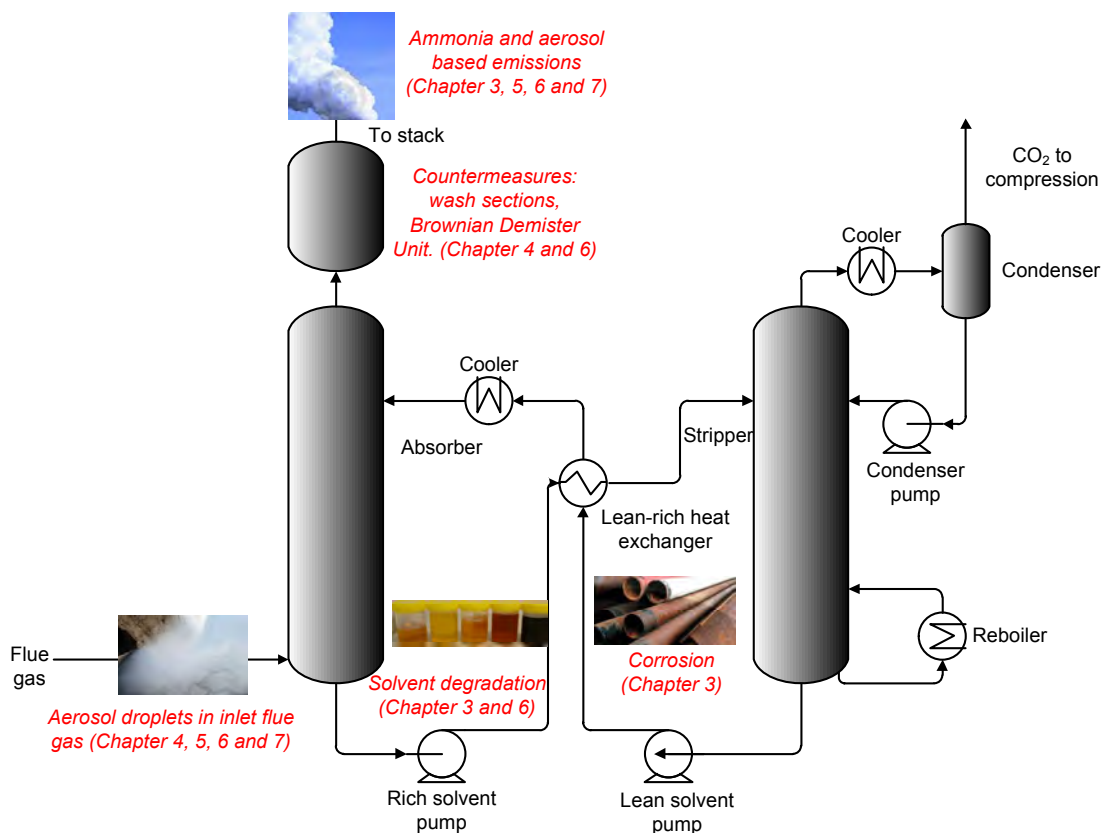 Ammonia and aerosol
based emissions
(Chapter 3, 5, 6 and 7)
To stack
Countermeasures:
wash sections,
Brownian Demister
Unit. (Chapter 4 and 6)
CO₂ to
compression
Cooler
Condenser
Cooler
Absorber
Stripper
Condenser
pump
Lean-rich heat
exchanger
Reboiler
Flue
gas
Aerosol droplets in inlet flue
gas (Chapter 4, 5, 6 and 7)
Solvent degradation
(Chapter 3 and 6)
Corrosion
(Chapter 3)
Rich solvent
pump
Lean solvent
pump